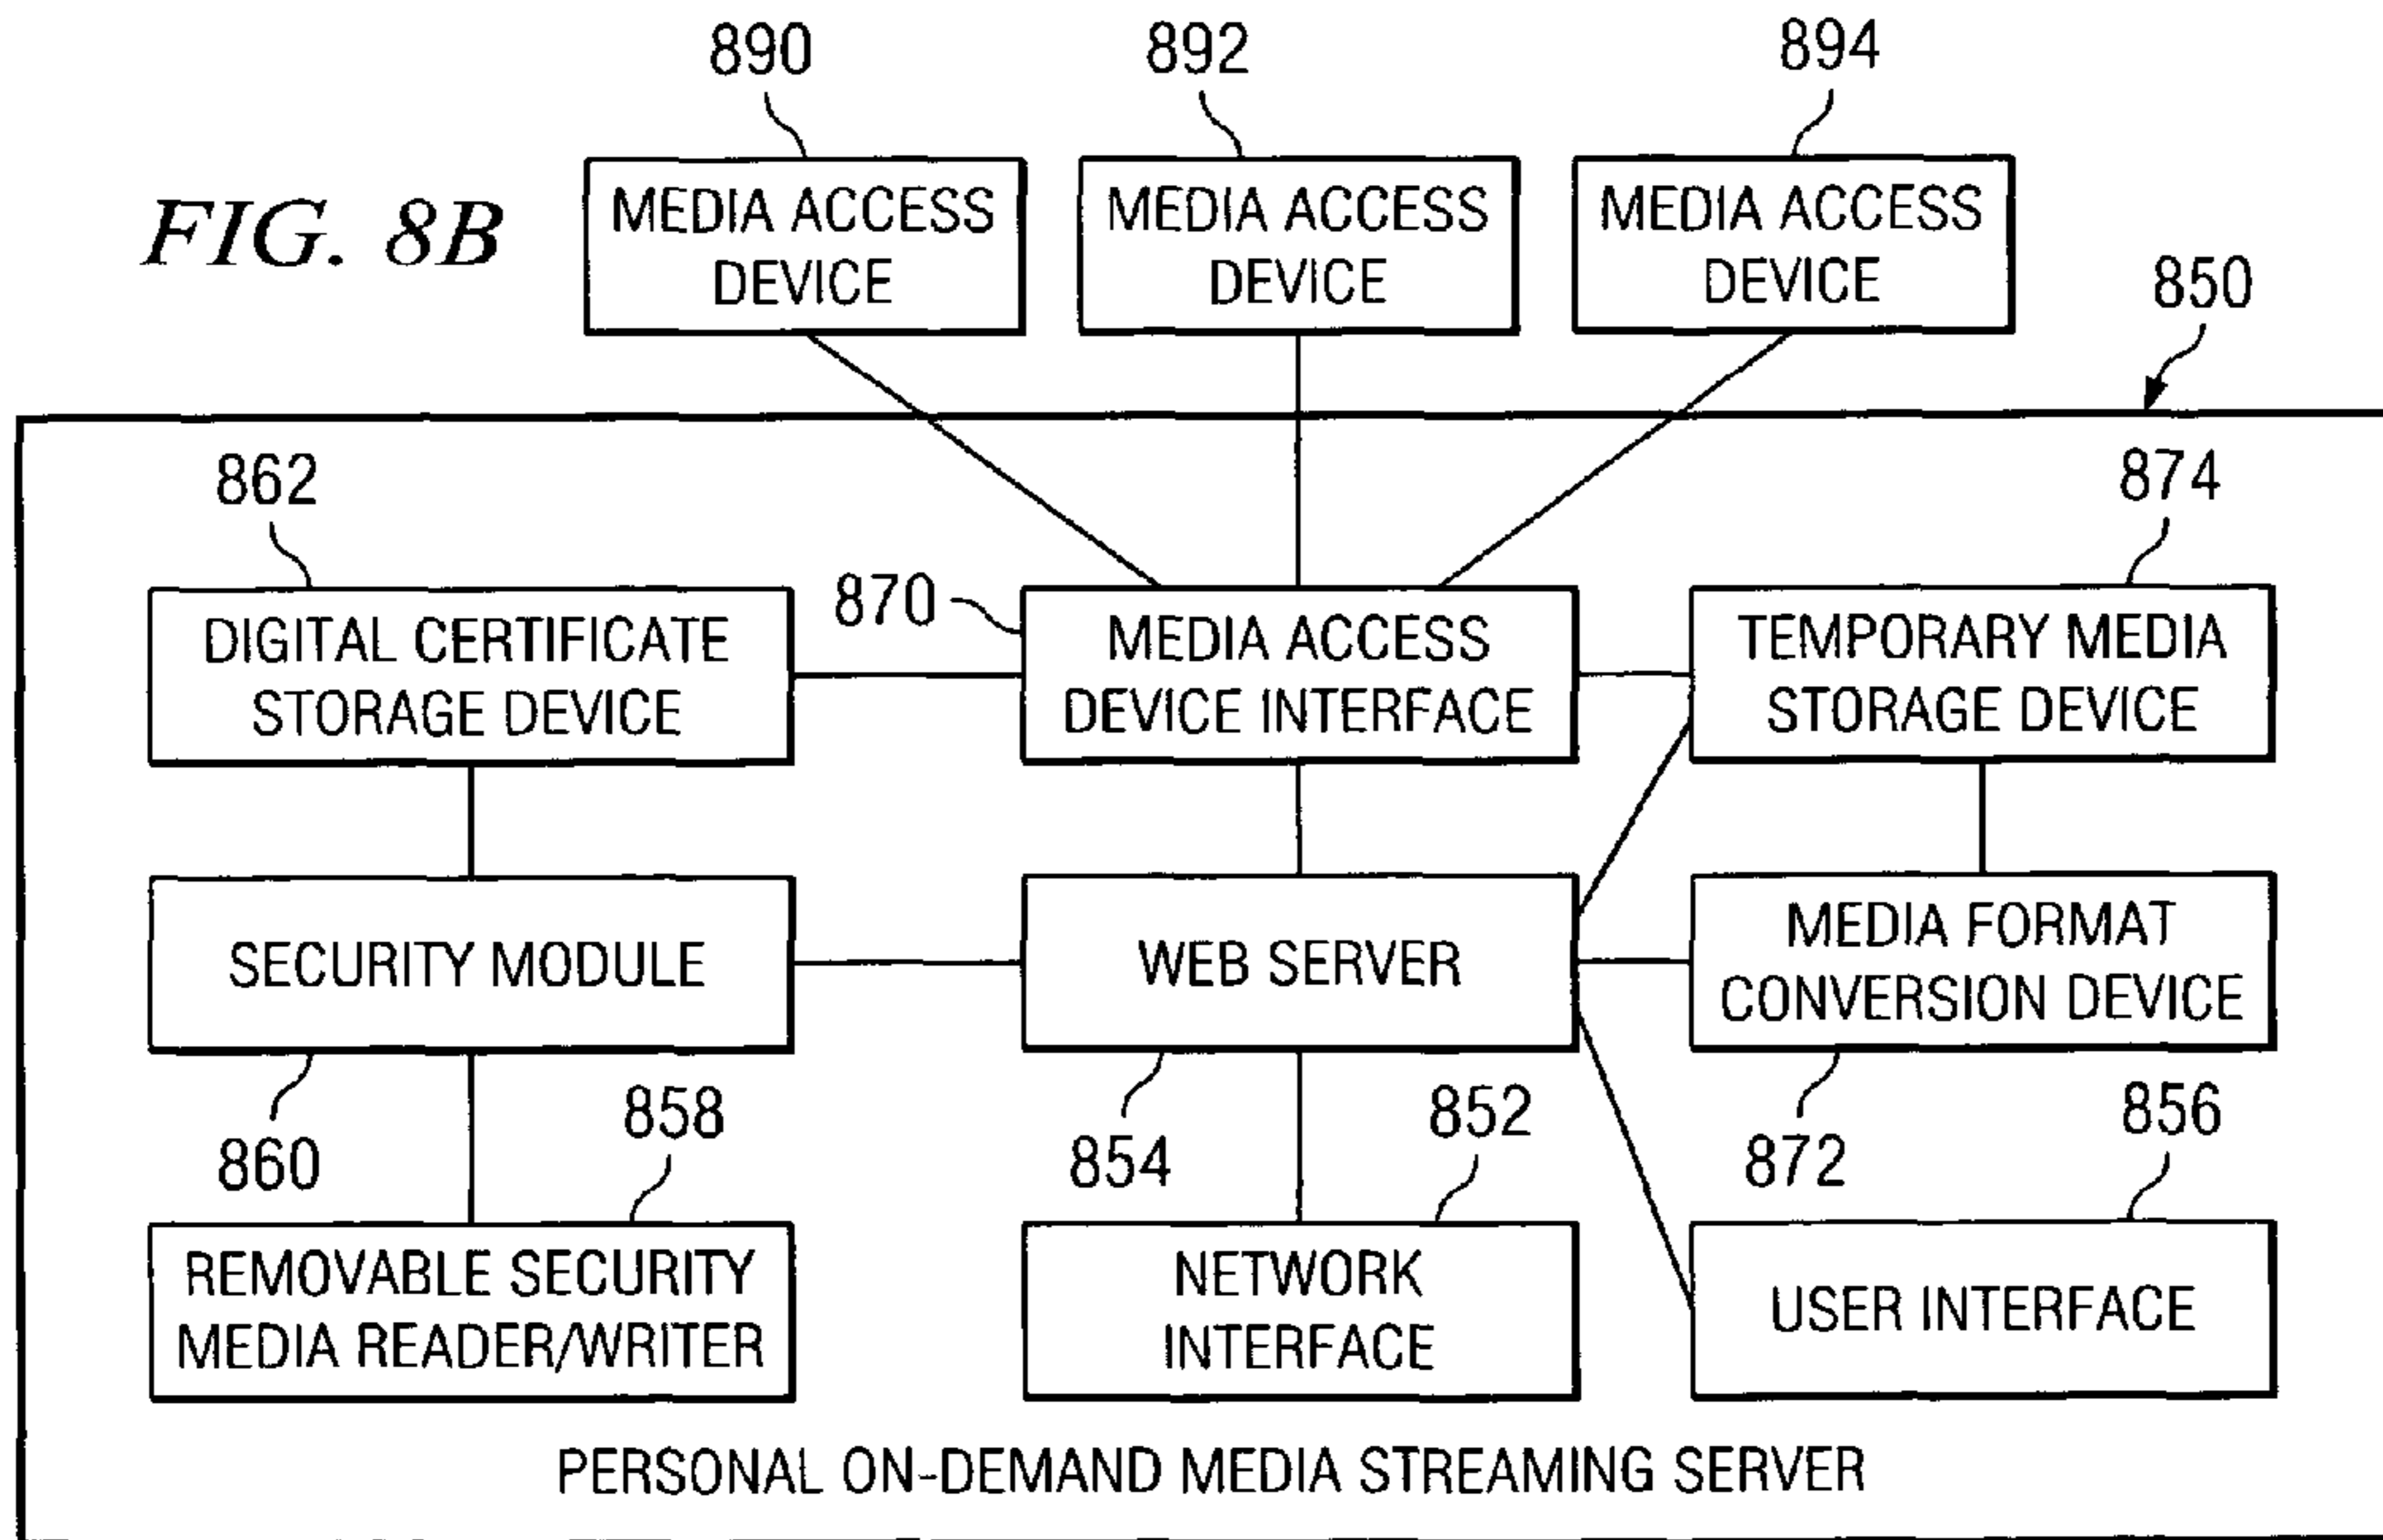 890
892
894
FIG. 8B
MEDIA ACCESS
DEVICE
MEDIA ACCESS
DEVICE
MEDIA ACCESS
DEVICE
850
862
874
870
DIGITAL CERTIFICATE
STORAGE DEVICE
MEDIA ACCESS
DEVICE INTERFACE
TEMPORARY MEDIA
STORAGE DEVICE
SECURITY MODULE
WEB SERVER
MEDIA FORMAT
CONVERSION DEVICE
860
858
854
852
872
856
REMOVABLE SECURITY
MEDIA READER/WRITER
NETWORK
INTERFACE
USER INTERFACE
PERSONAL ON-DEMAND MEDIA STREAMING SERVER